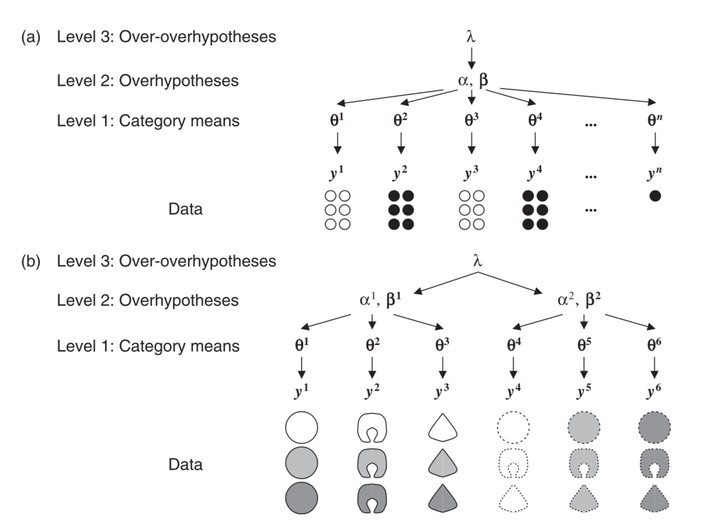 (a) Level 3: Over-overhypotheses λ
Level 2: Overhypotheses α, β
Level 1: Category means θ¹ θ² θ³ θ⁴ ... θⁿ
y¹ y² y³ y⁴ ... yⁿ
Data ...
(b) Level 3: Over-overhypotheses λ
Level 2: Overhypotheses α¹, β¹ α², β²
Level 1: Category means θ¹ θ² θ³ θ⁴ θ⁵ θ⁶
y¹ y² y³ y⁴ y⁵ y⁶
Data